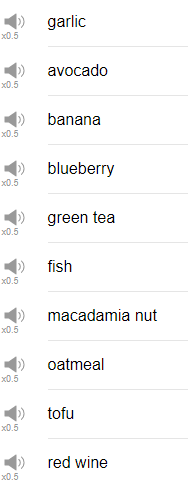 garlic
x0.5
avocado
x0.5
banana
x0.5
blueberry
x0.5
green tea
x0.5
fish
x0.5
macadamia nut
x0.5
oatmeal
x0.5
tofu
x0.5
red wine
x0.5